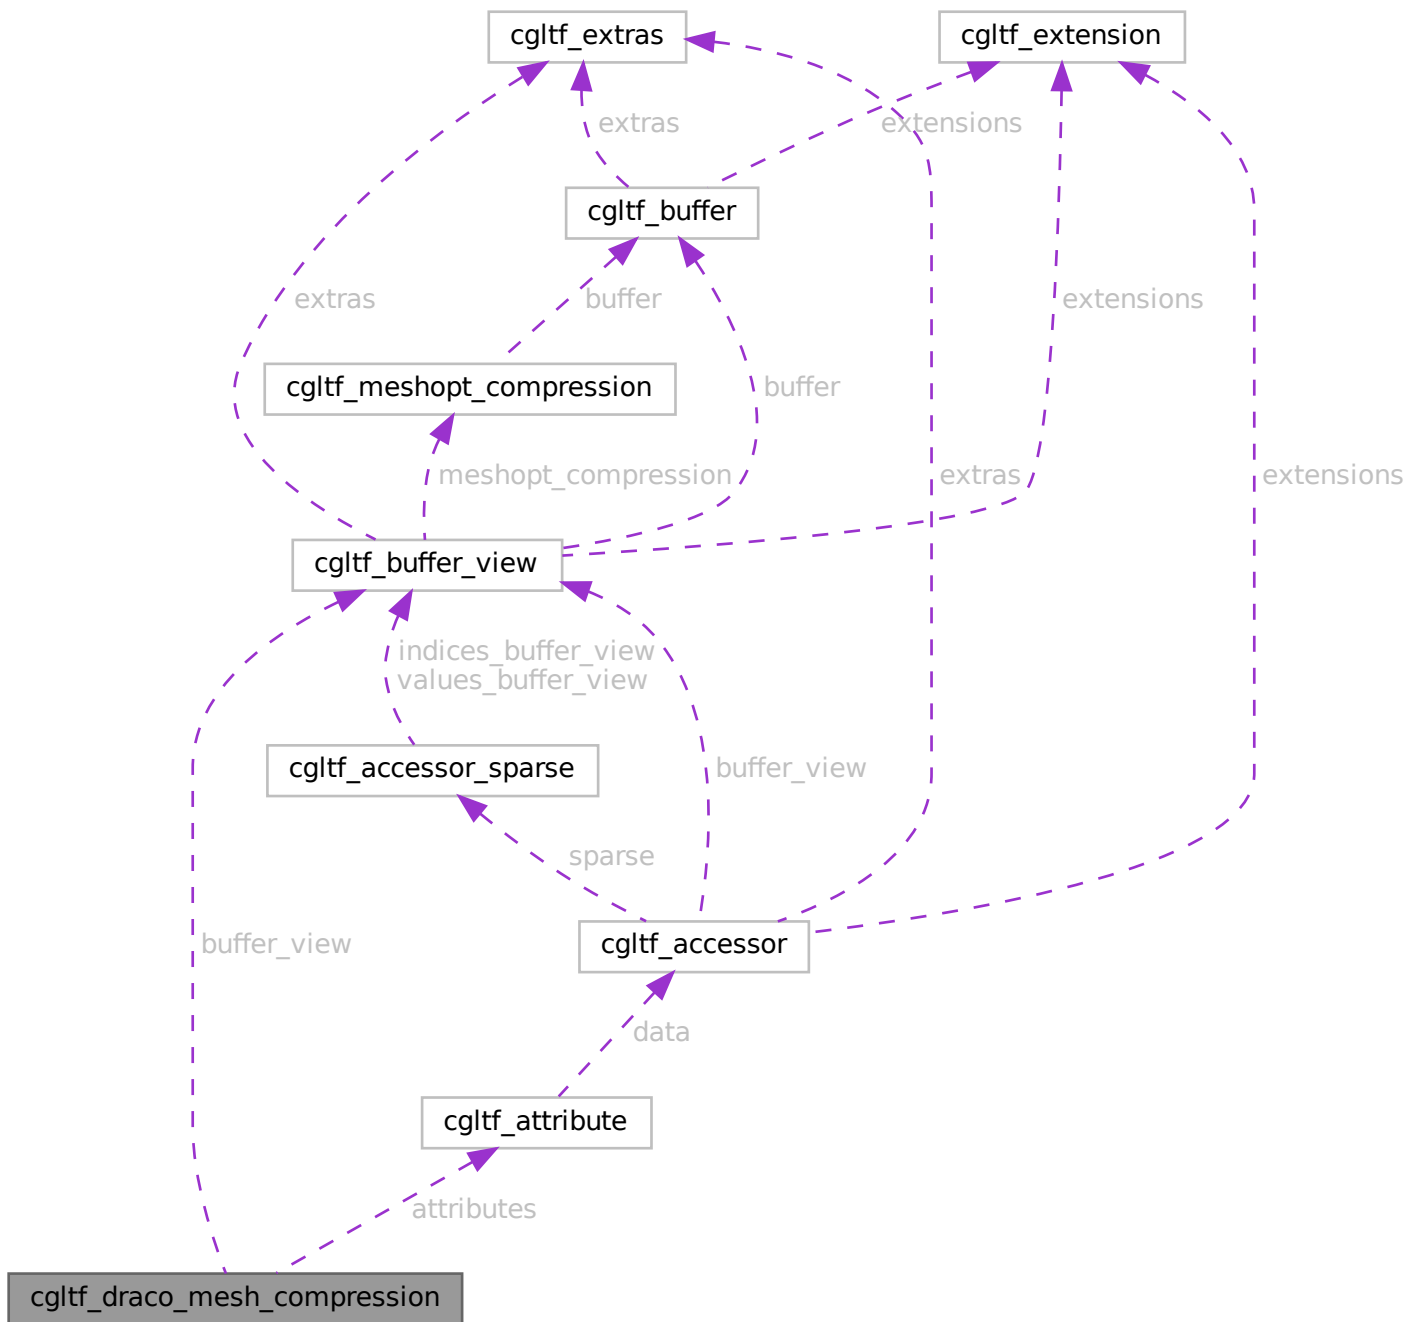 cgltf_extras
cgltf_extension
extras
extensions
cgltf_buffer
extras
buffer
extensions
cgltf_meshopt_compression
buffer
meshopt_compression
extras
extensions
cgltf_buffer_view
indices_buffer_view
values_buffer_view
cgltf_accessor_sparse
buffer_view
sparse
buffer_view
cgltf_accessor
data
cgltf_attribute
attributes
cgltf_draco_mesh_compression